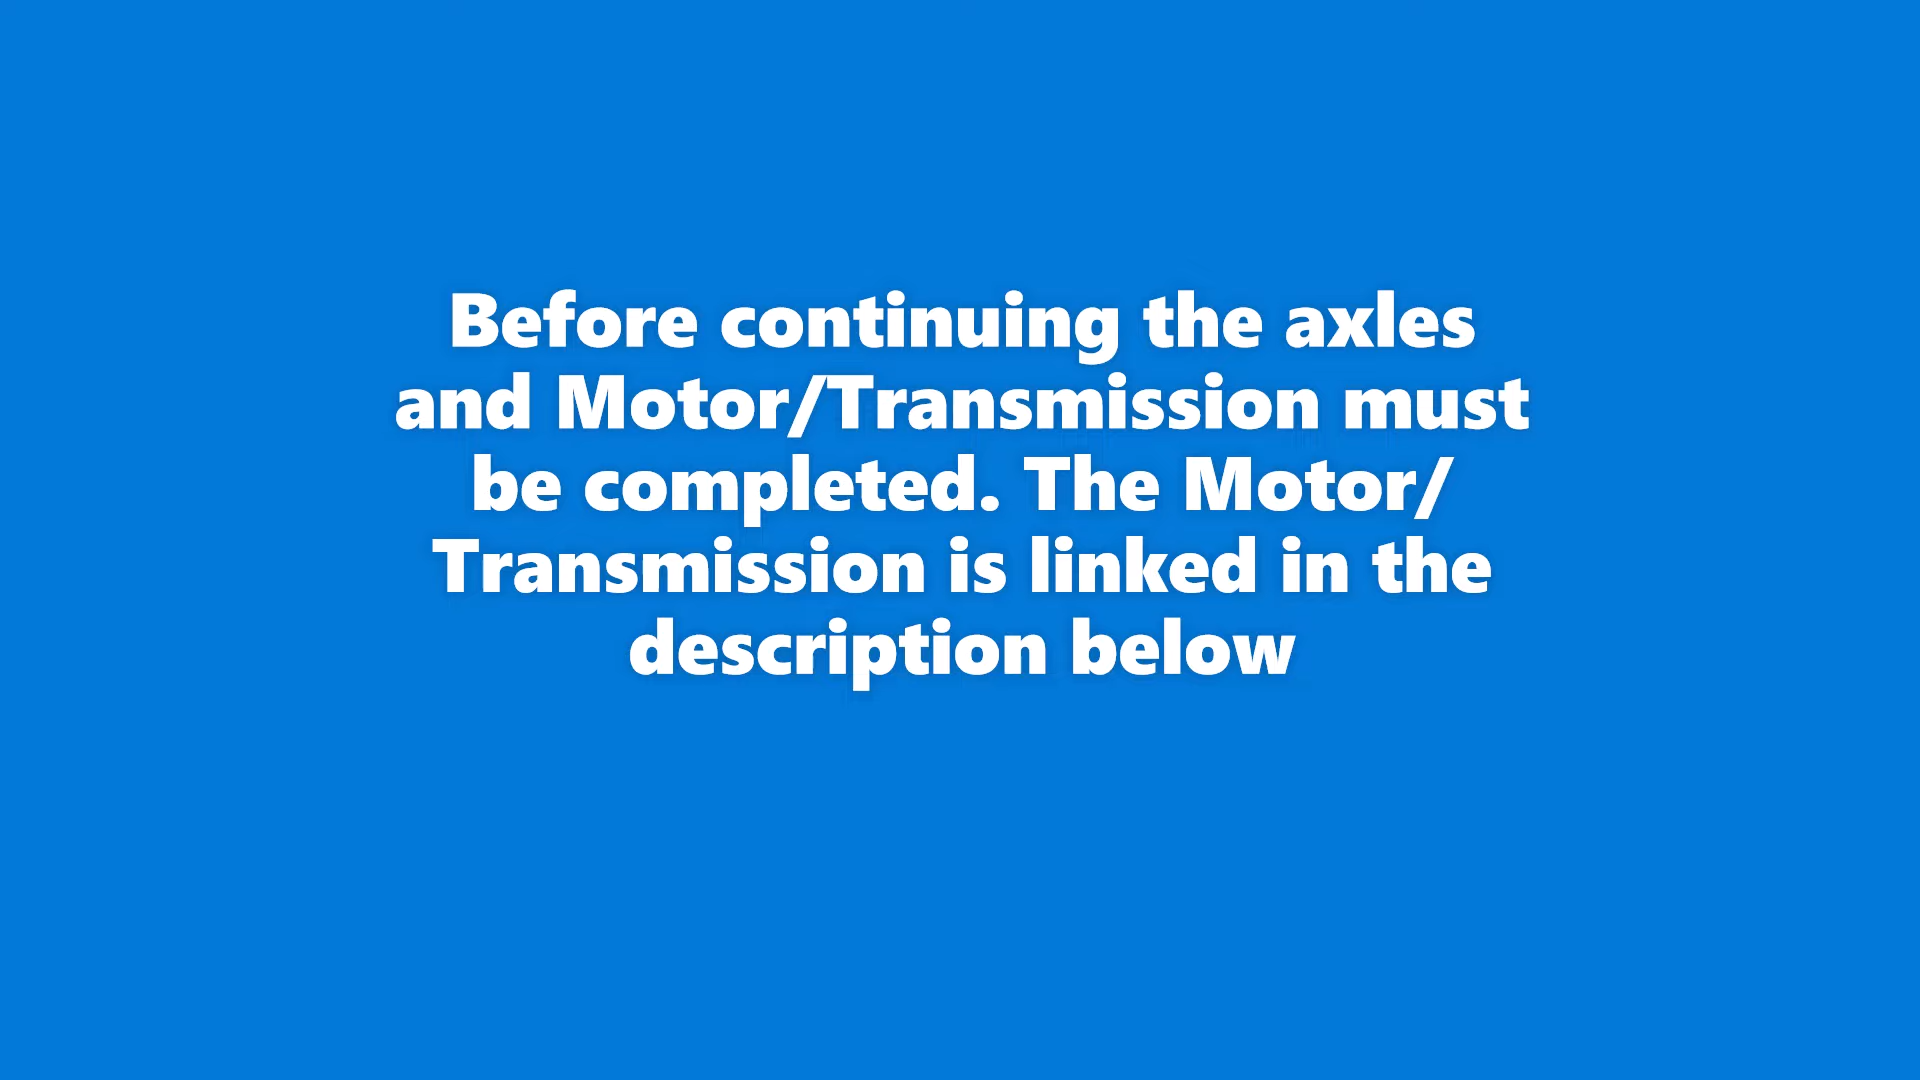 Before continuing the axles
and Motor/Transmission must
be completed. The Motor/
Transmission is linked in the
description below